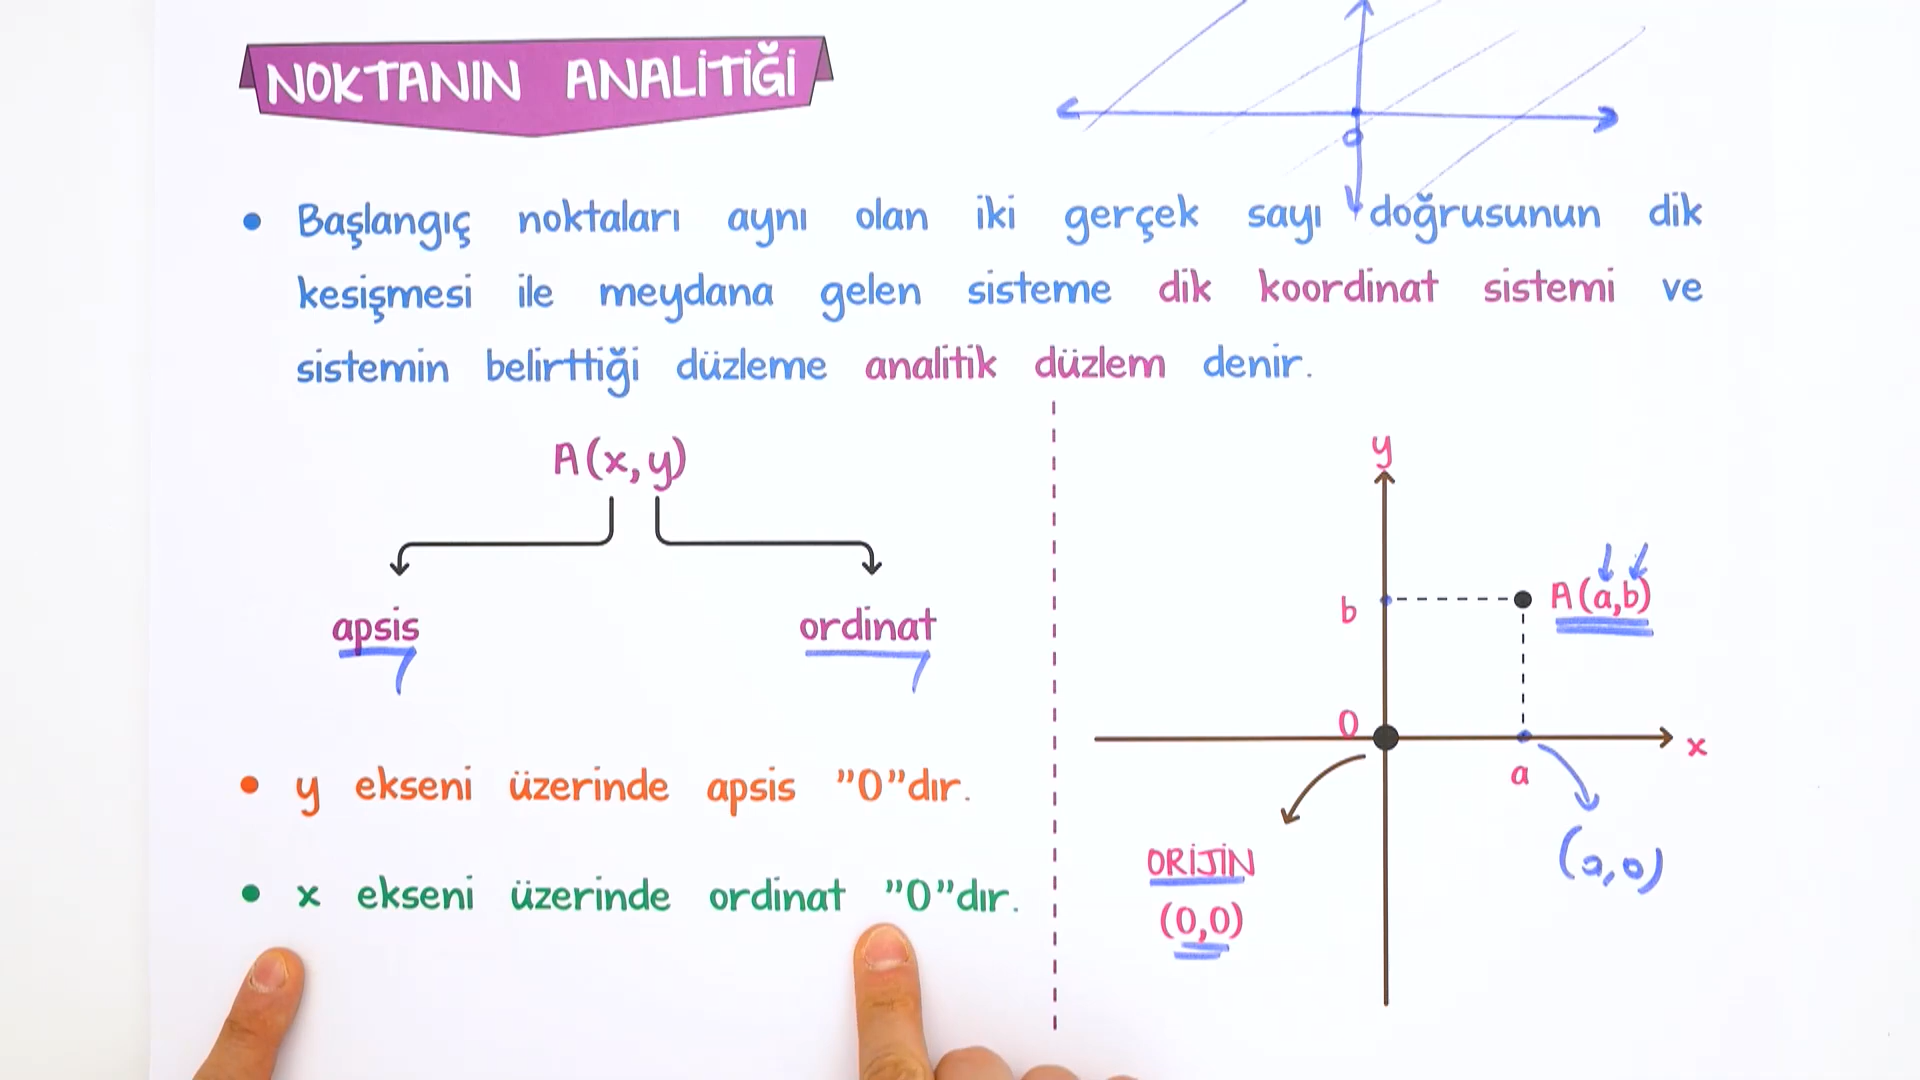 NOKTANIN ANALİTİĞİ
0
• Başlangıç noktaları aynı olan iki gerçek sayı doğrusunun dik
kesişmesi ile meydana gelen sisteme dik koordinat sistemi ve
sistemin belirttiği düzleme analitik düzlem denir.
A(x,y)
apsis
ordinat
• y ekseni üzerinde apsis "0"dır.
• x ekseni üzerinde ordinat "0"dır.
y
b
A(a,b)
0
x
a
ORİJİN
(0,0)
(a,0)